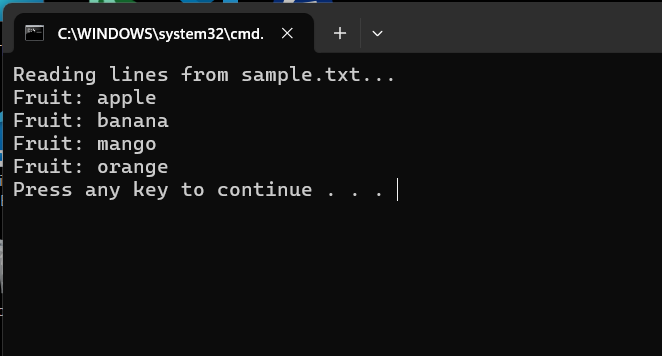 C:\WINDOWS\system32\cmd.
Reading lines from sample.txt...
Fruit: apple
Fruit: banana
Fruit: mango
Fruit: orange
Press any key to continue . . .